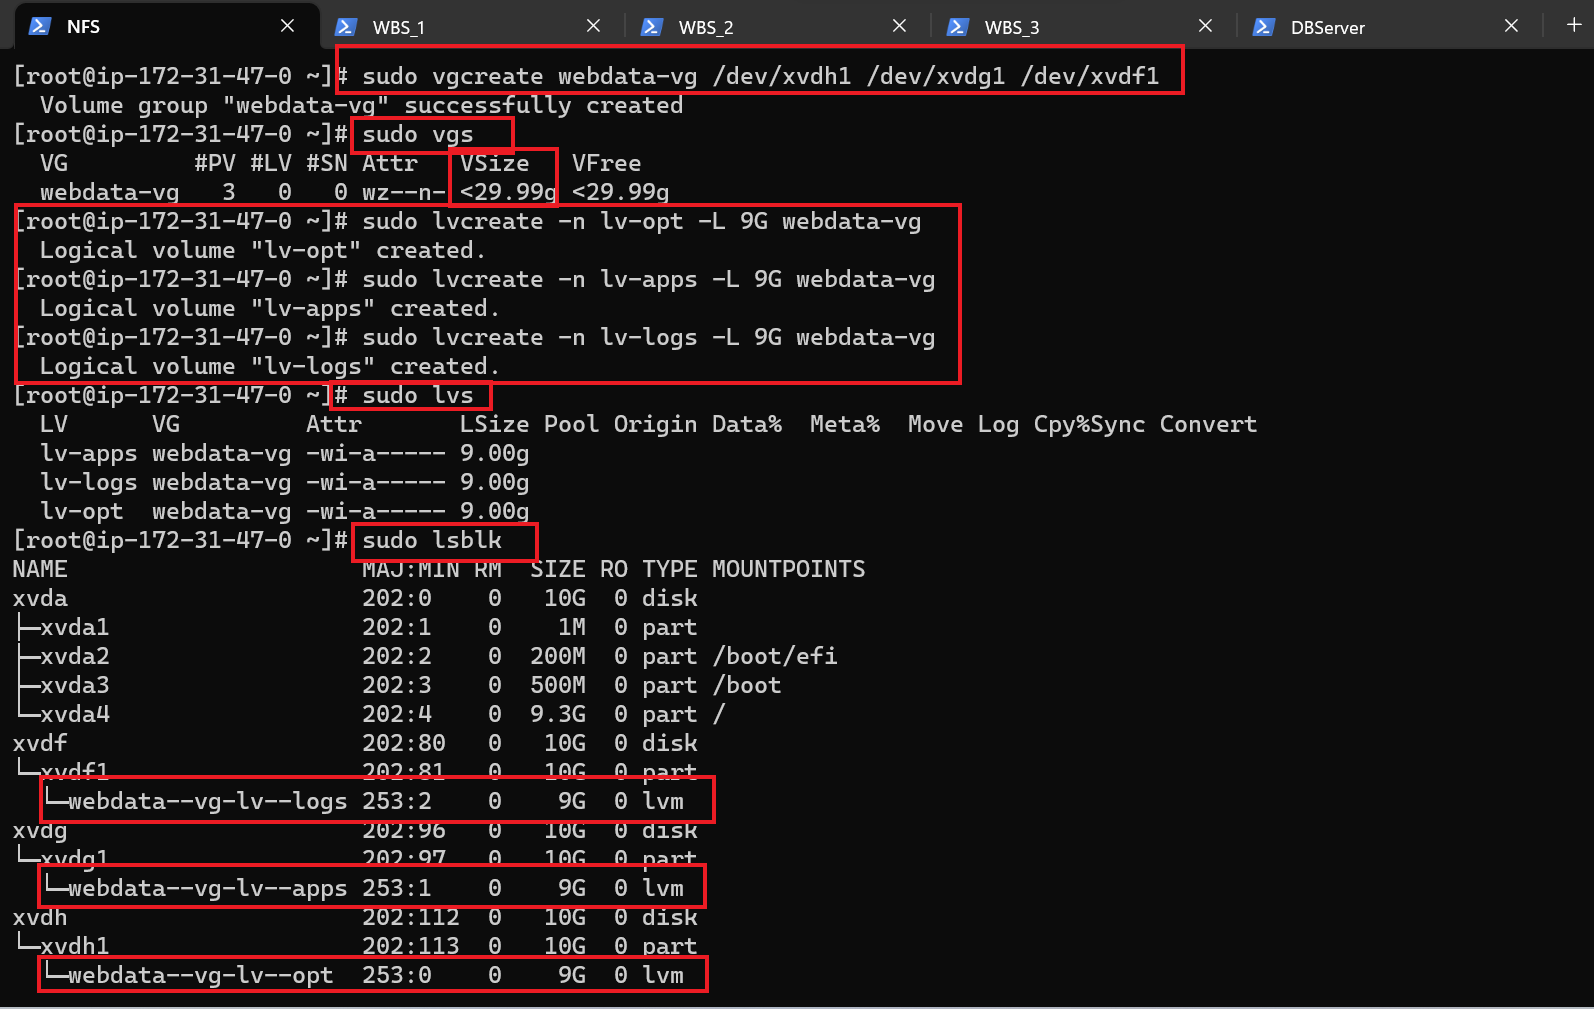 NFS WBS_1 WBS_2 WBS_3 DBServer
[root@ip-172-31-47-0 ~]# sudo vgcreate webdata-vg /dev/xvdh1 /dev/xvdg1 /dev/xvdf1
  Volume group "webdata-vg" successfully created
[root@ip-172-31-47-0 ~]# sudo vgs
  VG         #PV #LV #SN Attr   VSize   VFree
  webdata-vg   3   0   0 wz--n- <29.99g <29.99g
[root@ip-172-31-47-0 ~]# sudo lvcreate -n lv-opt -L 9G webdata-vg
  Logical volume "lv-opt" created.
[root@ip-172-31-47-0 ~]# sudo lvcreate -n lv-apps -L 9G webdata-vg
  Logical volume "lv-apps" created.
[root@ip-172-31-47-0 ~]# sudo lvcreate -n lv-logs -L 9G webdata-vg
  Logical volume "lv-logs" created.
[root@ip-172-31-47-0 ~]# sudo lvs
  LV      VG         Attr       LSize Pool Origin Data%  Meta%  Move Log Cpy%Sync Convert
  lv-apps webdata-vg -wi-a----- 9.00g
  lv-logs webdata-vg -wi-a----- 9.00g
  lv-opt  webdata-vg -wi-a----- 9.00g
[root@ip-172-31-47-0 ~]# sudo lsblk
NAME                     MAJ:MIN RM  SIZE RO TYPE MOUNTPOINTS
xvda                     202:0    0   10G  0 disk
├─xvda1                  202:1    0    1M  0 part
├─xvda2                  202:2    0  200M  0 part /boot/efi
├─xvda3                  202:3    0  500M  0 part /boot
└─xvda4                  202:4    0  9.3G  0 part /
xvdf                     202:80   0   10G  0 disk
└─xvdf1                  202:81   0   10G  0 part
  └─webdata--vg-lv--logs 253:2    0    9G  0 lvm
xvdg                     202:96   0   10G  0 disk
└─xvdg1                  202:97   0   10G  0 part
  └─webdata--vg-lv--apps 253:1    0    9G  0 lvm
xvdh                     202:112  0   10G  0 disk
└─xvdh1                  202:113  0   10G  0 part
  └─webdata--vg-lv--opt  253:0    0    9G  0 lvm